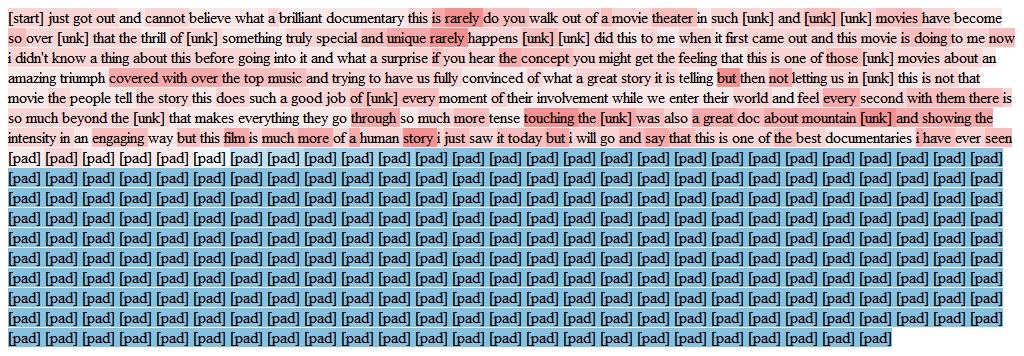 [start] just got out and cannot believe what a brilliant documentary this is rarely do you walk out of a movie theater in such [unk] and [unk] [unk] movies have become
so over [unk] that the thrill of [unk] something truly special and unique rarely happens [unk] [unk] did this to me when it first came out and this movie is doing to me now
i didn't know a thing about this before going into it and what a surprise if you hear the concept you might get the feeling that this is one of those [unk] movies about an
amazing triumph covered with over the top music and trying to have us fully convinced of what a great story it is telling but then not letting us in [unk] this is not that
movie the people tell the story this does such a good job of [unk] every moment of their involvement while we enter their world and feel every second with them there is
so much beyond the [unk] that makes everything they go through so much more tense touching the [unk] was also a great doc about mountain [unk] and showing the
intensity in an engaging way but this film is much more of a human story i just saw it today but i will go and say that this is one of the best documentaries i have ever seen
[pad] [pad] [pad] [pad] [pad] [pad] [pad] [pad] [pad] [pad] [pad] [pad] [pad] [pad] [pad] [pad] [pad] [pad] [pad] [pad] [pad] [pad] [pad] [pad] [pad] [pad] [pad]
[pad] [pad] [pad] [pad] [pad] [pad] [pad] [pad] [pad] [pad] [pad] [pad] [pad] [pad] [pad] [pad] [pad] [pad] [pad] [pad] [pad] [pad] [pad] [pad] [pad] [pad] [pad]
[pad] [pad] [pad] [pad] [pad] [pad] [pad] [pad] [pad] [pad] [pad] [pad] [pad] [pad] [pad] [pad] [pad] [pad] [pad] [pad] [pad] [pad] [pad] [pad] [pad] [pad] [pad]
[pad] [pad] [pad] [pad] [pad] [pad] [pad] [pad] [pad] [pad] [pad] [pad] [pad] [pad] [pad] [pad] [pad] [pad] [pad] [pad] [pad] [pad] [pad] [pad] [pad] [pad] [pad]
[pad] [pad] [pad] [pad] [pad] [pad] [pad] [pad] [pad] [pad] [pad] [pad] [pad] [pad] [pad] [pad] [pad] [pad] [pad] [pad] [pad] [pad] [pad] [pad] [pad] [pad] [pad]
[pad] [pad] [pad] [pad] [pad] [pad] [pad] [pad] [pad] [pad] [pad] [pad] [pad] [pad] [pad] [pad] [pad] [pad] [pad] [pad] [pad] [pad] [pad] [pad] [pad] [pad] [pad]
[pad] [pad] [pad] [pad] [pad] [pad] [pad] [pad] [pad] [pad] [pad] [pad] [pad] [pad] [pad] [pad] [pad] [pad] [pad] [pad] [pad] [pad] [pad] [pad] [pad] [pad] [pad]
[pad] [pad] [pad] [pad] [pad] [pad] [pad] [pad] [pad] [pad] [pad] [pad] [pad] [pad] [pad] [pad] [pad] [pad] [pad] [pad] [pad] [pad] [pad] [pad] [pad] [pad] [pad]
[pad] [pad] [pad] [pad] [pad] [pad] [pad] [pad] [pad] [pad] [pad] [pad] [pad] [pad] [pad] [pad] [pad] [pad] [pad] [pad] [pad] [pad] [pad] [pad] [pad] [pad] [pad]
[pad] [pad] [pad] [pad] [pad] [pad] [pad] [pad] [pad] [pad] [pad] [pad] [pad] [pad] [pad] [pad] [pad] [pad] [pad] [pad] [pad] [pad] [pad] [pad]